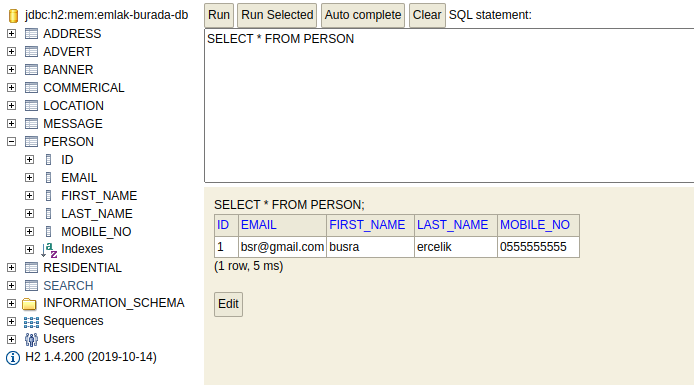 jdbc:h2:mem:emlak-burada-db
ADDRESS
ADVERT
BANNER
COMMERICAL
LOCATION
MESSAGE
PERSON
ID
EMAIL
FIRST_NAME
LAST_NAME
MOBILE_NO
Indexes
RESIDENTIAL
SEARCH
INFORMATION_SCHEMA
Sequences
Users
H2 1.4.200 (2019-10-14)
Run Run Selected Auto complete Clear SQL statement:
SELECT * FROM PERSON
SELECT * FROM PERSON;
ID EMAIL FIRST_NAME LAST_NAME MOBILE_NO
1 bsr@gmail.com busra ercelik 0555555555
(1 row, 5 ms)
Edit